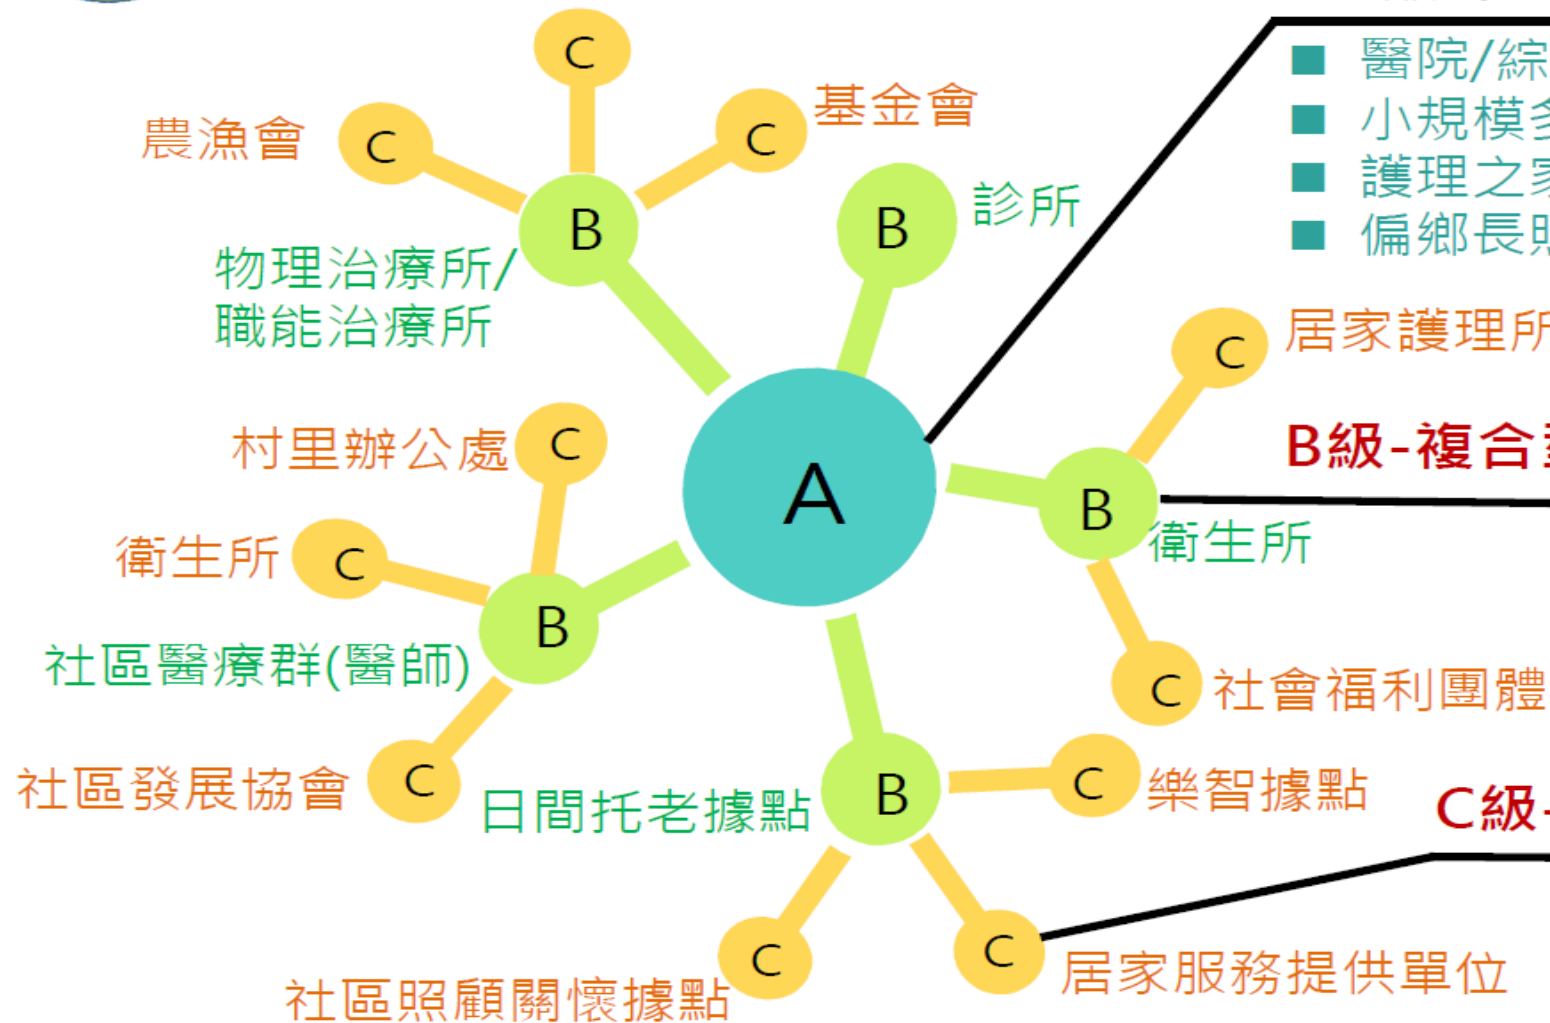 C
農漁會
C
C
基金會
B
物理治療所/
職能治療所
B
診所
■ 醫院/綜
■ 小規模
■ 護理之
■ 偏鄉長
C
居家護理所
B級-複合
A
B
衛生所
C
社會福利團體
村里辦公處
C
衛生所
C
B
社區醫療群(醫師)
社區發展協會
C
日間托老據點
B
C
樂智據點
C級-
C
社區照顧關懷據點
C
居家服務提供單位